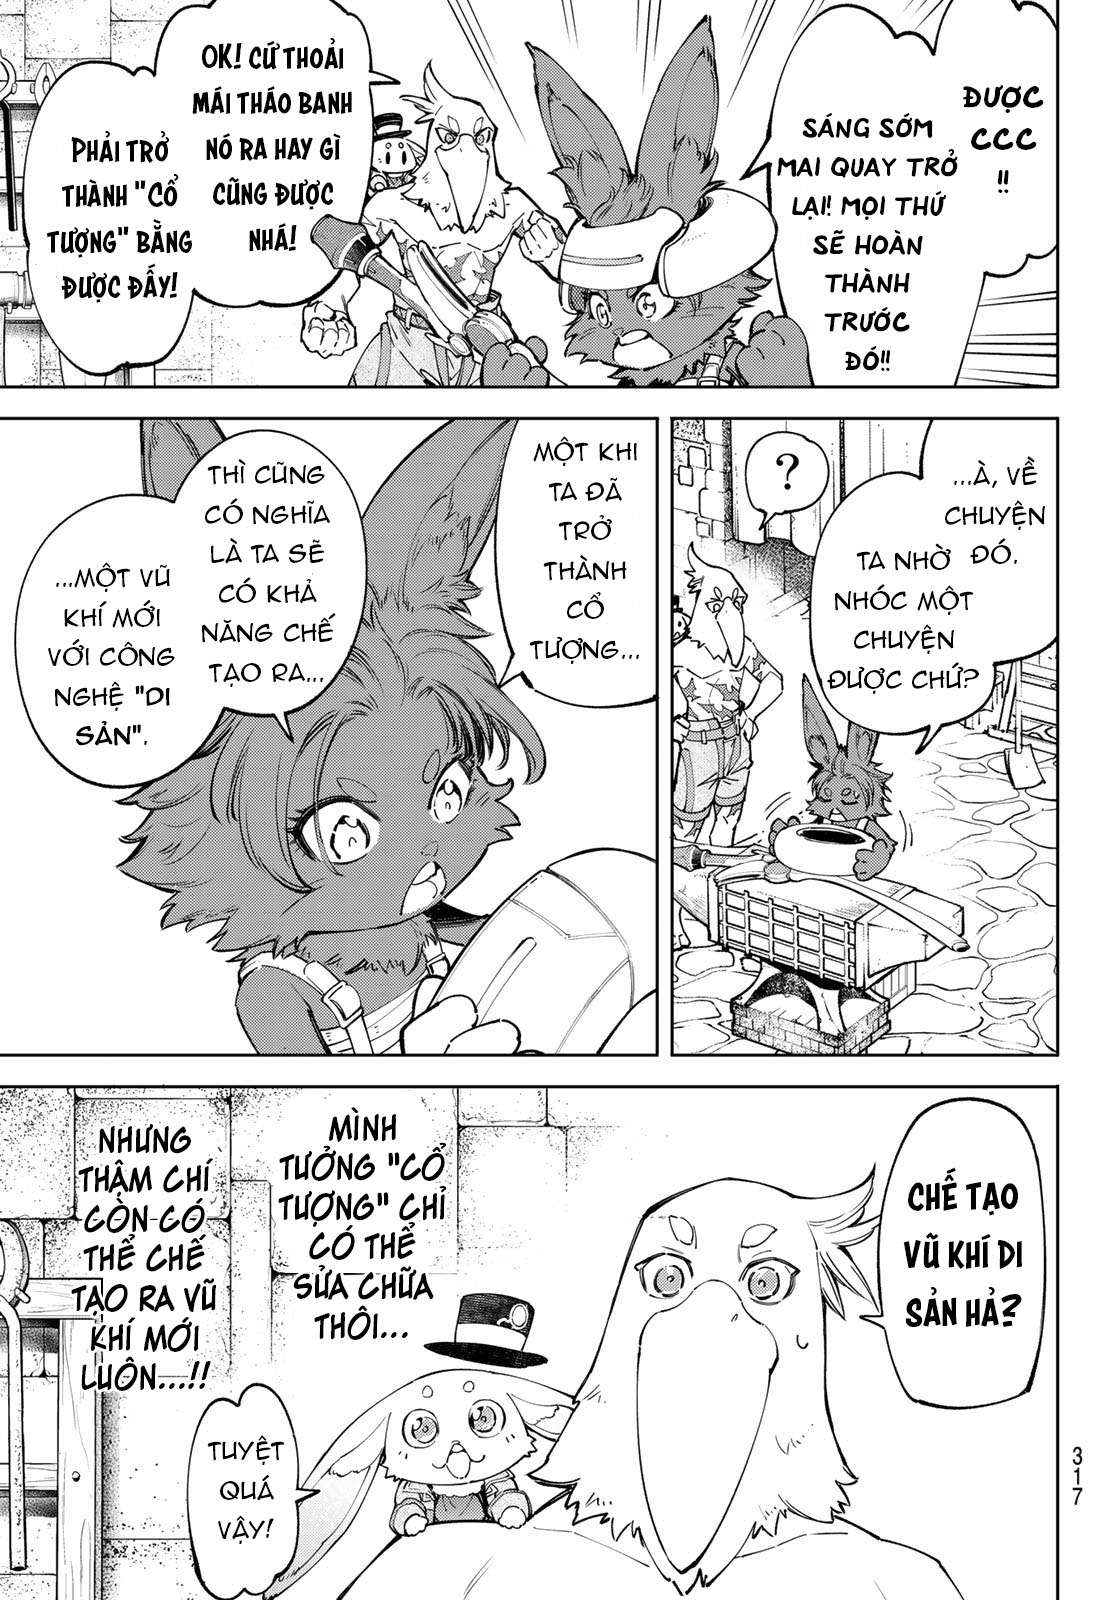 ĐƯỢC
CCC
!!
SÁNG SỚM
MAI QUAY TRỞ
LẠI! MỌI THỨ
SẼ HOÀN
THÀNH
TRƯỚC
ĐÓ!!
OK! CỨ THOẢI
MÁI THÁO BANH
NÓ RA HAY GÌ
CŨNG ĐƯỢC
NHÁ!
PHẢI TRỞ
THÀNH "CỔ
TƯỢNG" BẰNG
ĐƯỢC ĐẤY!
...À, VỀ
CHUYỆN
ĐÓ.
TA NHỜ
NHÓC MỘT
CHUYỆN
ĐƯỢC CHỨ?
?
MỘT KHI
TA ĐÃ
TRỞ
THÀNH
CỔ
TƯỢNG...
THÌ CŨNG
CÓ NGHĨA
LÀ TA SẼ
CÓ KHẢ
NĂNG CHẾ
TẠO RA...
...MỘT VŨ
KHÍ MỚI
VỚI CÔNG
NGHỆ "DI
SẢN".
CHẾ TẠO
VŨ KHÍ DI
SẢN HẢ?
MÌNH
TƯỞNG "CỔ
TƯỢNG" CHỈ
CÓ THỂ
SỬA CHỮA
THÔI...
NHƯNG
THẬM CHÍ
CÒN CÓ
THỂ CHẾ
TẠO RA VŨ
KHÍ MỚI
LUÔN...!!
TUYỆT
QUÁ
VẬY!
317